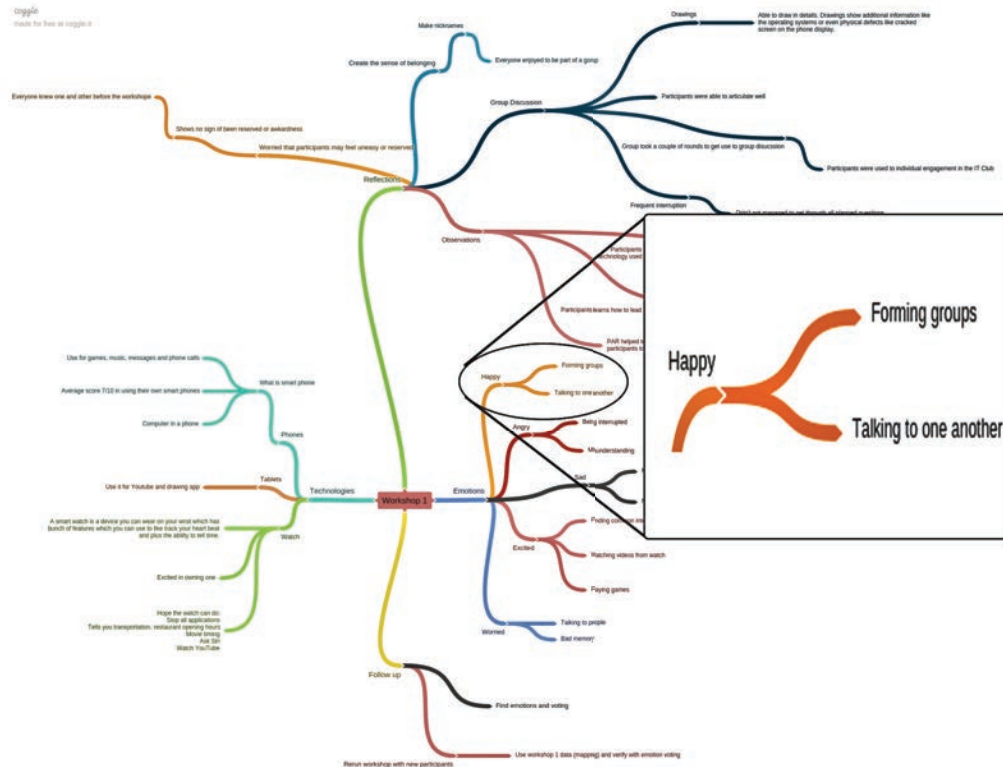 coggle
made for free at coggle.it
Make nicknames
Create the sense of belonging
Everyone enjoyed to be part of a gorup
Drawings
Able to draw in details. Drawings show additional information like
the operating systems or even physical defects like cracked
screen on the phone display.
Group Discussion
Participants were able to articulate well
Group took a couple of rounds to get use to group disucssion
Participants were used to individual engagement in the IT Club
Frequent interruption
Everyone knew one and other before the workshope
Shows no sign of been reserved or awkardness
Worried that participants may feel uneasy or reserved
Reflections
Observations
Participants
technology used
Participants learns how to lead
PAR helped
participants to
Happy
Forming groups
Talking to one another
Happy
Forming groups
Talking to one another
Angry
Being interrupted
Misunderstanding
Sad
Excited
Watching videos from watch
Playing games
Worried
Talking to people
Bad memory
Emotions
Workshop 1
Technologies
Phones
What is smart phone
Use for games, music, messages and phone calls
Average score 7/10 in using their own smart phones
Computer in a phone
Tablets
Use it for Youtube and drawing app
Watch
A smart watch is a device you can wear on your wrist which has
bunch of features which you can use to like track your heart beat
and plus the ability to tell time.
Excited in owning one
Hope the watch can do:
Stop all applications
Tells you transportation, restaurant opening hours
Movie timing
Ask Siri
Watch YouTube
Follow up
Find emotions and voting
Rerun workshop with new participants
Use workshop 1 data (mapping) and verify with emotion voting